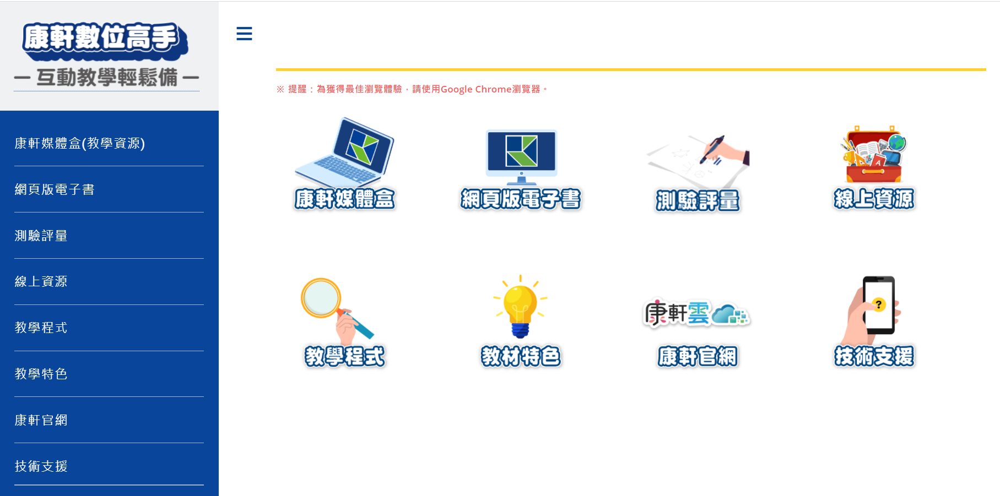 康軒數位高手
互動教學輕鬆備
康軒媒體盒(教學資源)
網頁版電子書
測驗評量
線上資源
教學程式
教學特色
康軒官網
技術支援
※ 提醒：為獲得最佳瀏覽體驗，請使用Google Chrome瀏覽器。
康軒媒體盒
網頁版電子書
測驗評量
A
線上資源
教學程式
教材特色
康軒雲
康軒官網
?
技術支援